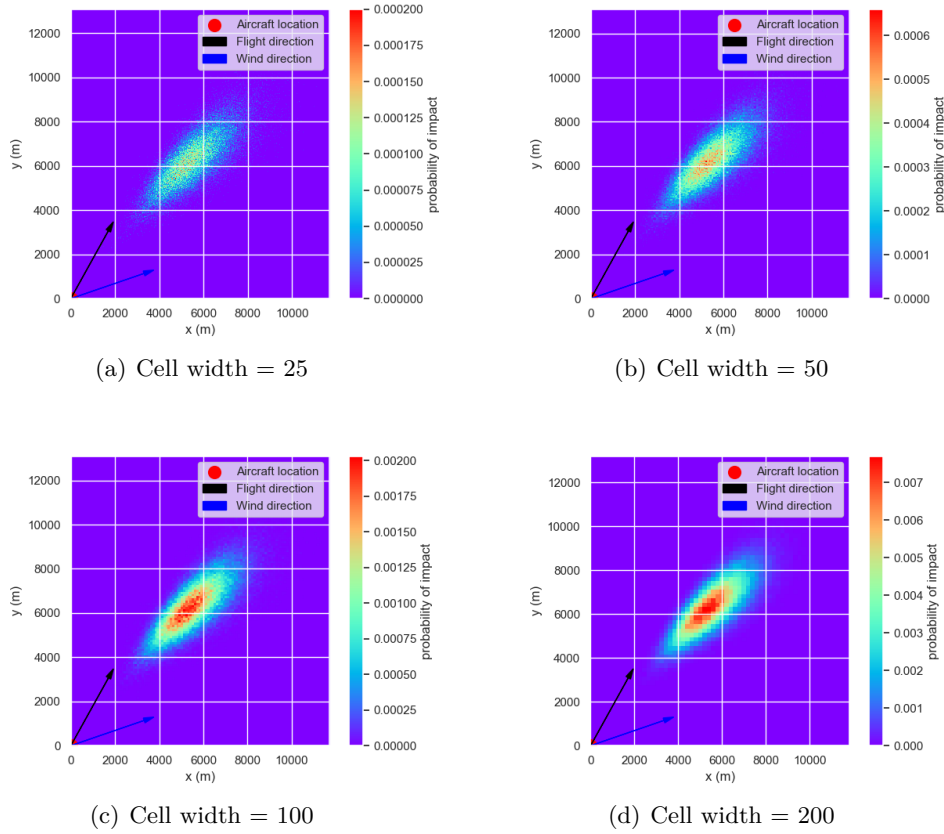 Aircraft location
Flight direction
Wind direction
12000
10000
8000
6000
4000
2000
0
y (m)
0 2000 4000 6000 8000 10000
x (m)
0.000200
0.000175
0.000150
0.000125
0.000100
0.000075
0.000050
0.000025
0.000000
probability of impact
(a) Cell width = 25
Aircraft location
Flight direction
Wind direction
12000
10000
8000
6000
4000
2000
0
y (m)
0 2000 4000 6000 8000 10000
x (m)
0.0006
0.0005
0.0004
0.0003
0.0002
0.0001
0.0000
probability of impact
(b) Cell width = 50
Aircraft location
Flight direction
Wind direction
12000
10000
8000
6000
4000
2000
0
y (m)
0 2000 4000 6000 8000 10000
x (m)
0.00200
0.00175
0.00150
0.00125
0.00100
0.00075
0.00050
0.00025
0.00000
probability of impact
(c) Cell width = 100
Aircraft location
Flight direction
Wind direction
12000
10000
8000
6000
4000
2000
0
y (m)
0 2000 4000 6000 8000 10000
x (m)
0.007
0.006
0.005
0.004
0.003
0.002
0.001
0.000
probability of impact
(d) Cell width = 200